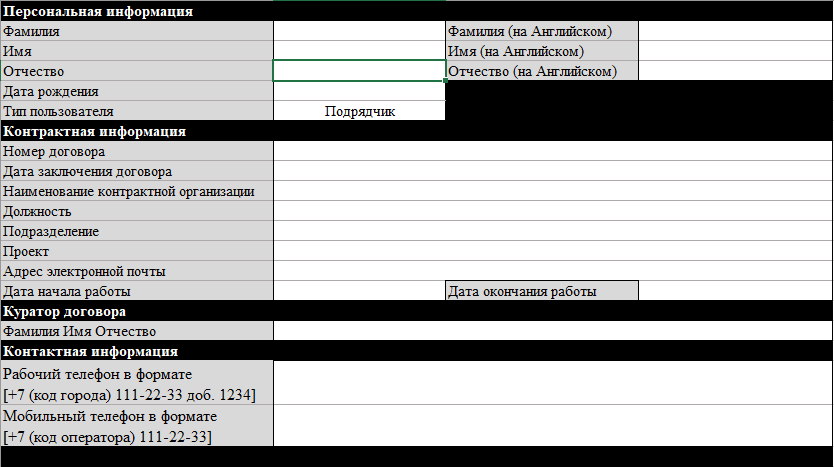 Персональная информация
Фамилия
Фамилия (на Английском)
Имя
Имя (на Английском)
Отчество
Отчество (на Английском)
Дата рождения
Тип пользователя
Подрядчик
Контрактная информация
Номер договора
Дата заключения договора
Наименование контрактной организации
Должность
Подразделение
Проект
Адрес электронной почты
Дата начала работы
Дата окончания работы
Куратор договора
Фамилия Имя Отчество
Контактная информация
Рабочий телефон в формате
[+7 (код города) 111-22-33 доб. 1234]
Мобильный телефон в формате
[+7 (код оператора) 111-22-33]